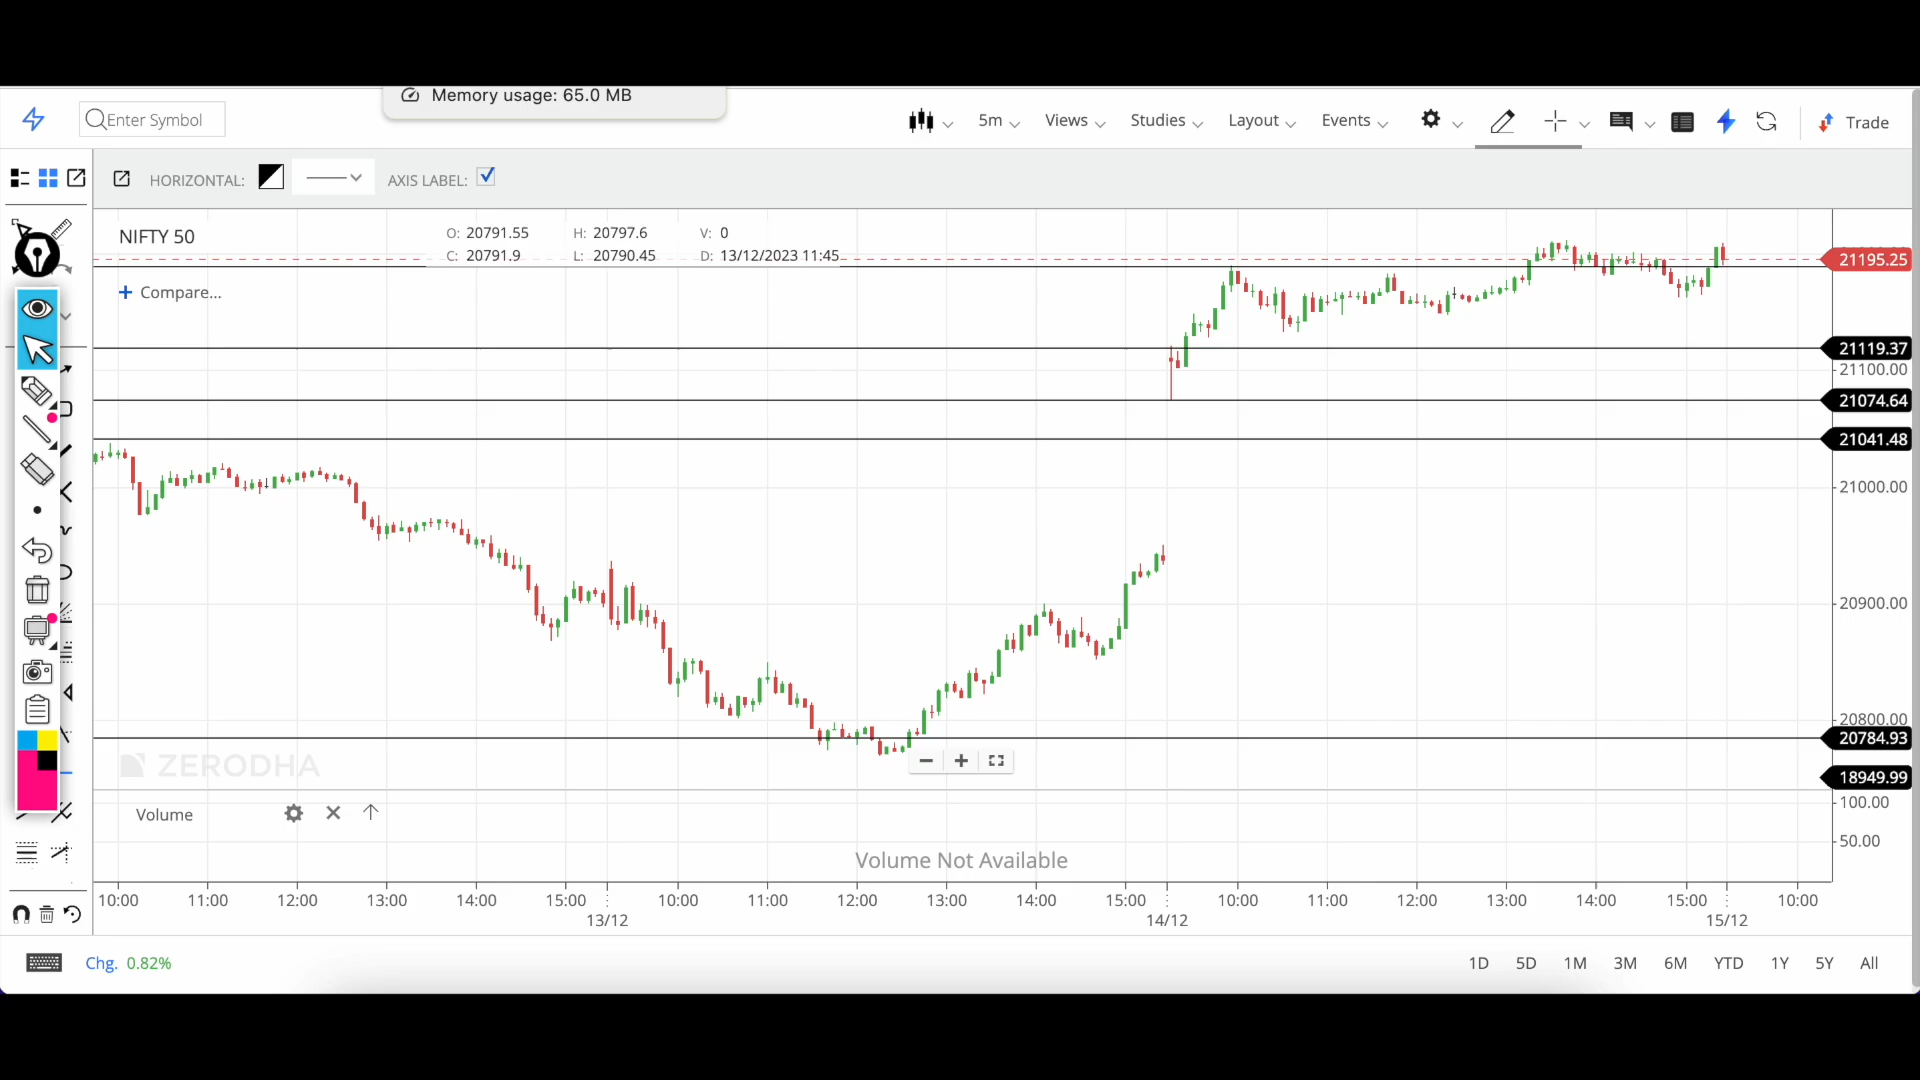 Memory usage: 65.0 MB
Enter Symbol
5m Views Studies Layout Events Trade
HORIZONTAL: AXIS LABEL:
NIFTY 50
O: 20791.55 H: 20797.6 V: 0
C: 20791.9 L: 20790.45 D: 13/12/2023 11:45
+ Compare...
21195.25
21119.37
21100.00
21074.64
21041.48
21000.00
20900.00
20800.00
20784.93
18949.99
ZERODHA
Volume
100.00
50.00
Volume Not Available
10:00 11:00 12:00 13:00 14:00 15:00 10:00 11:00 12:00 13:00 14:00 15:00 10:00 11:00 12:00 13:00 14:00 15:00 10:00
13/12 14/12 15/12
Chg. 0.82%
1D 5D 1M 3M 6M YTD 1Y 5Y All